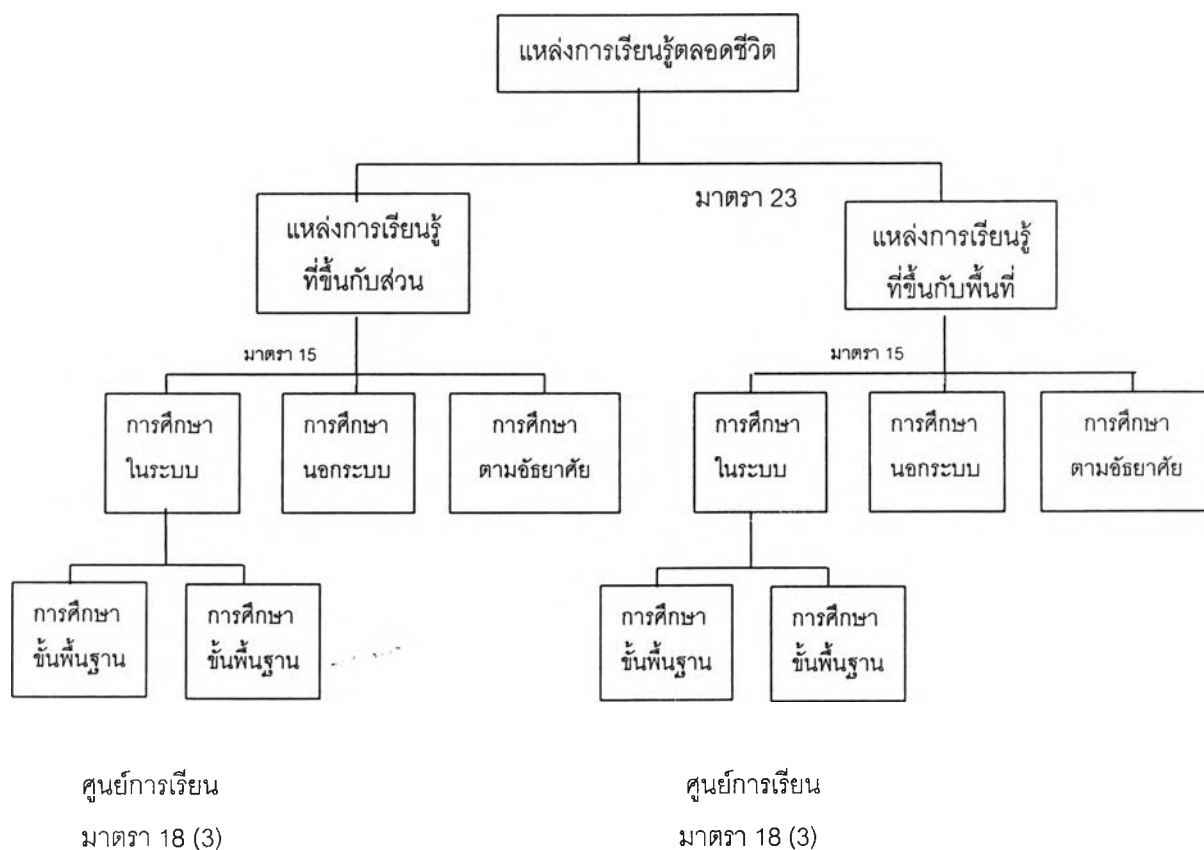 แหล่งการเรียนรู้ตลอดชีวิต
มาตรา 23
แหล่งการเรียนรู้
ที่ขึ้นกับส่วน
แหล่งการเรียนรู้
ที่ขึ้นกับพื้นที่
มาตรา 15
มาตรา 15
การศึกษา
ในระบบ
การศึกษา
นอกระบบ
การศึกษา
ตามอัธยาศัย
การศึกษา
ในระบบ
การศึกษา
นอกระบบ
การศึกษา
ตามอัธยาศัย
การศึกษา
ขั้นพื้นฐาน
การศึกษา
ขั้นพื้นฐาน
การศึกษา
ขั้นพื้นฐาน
การศึกษา
ขั้นพื้นฐาน
ศูนย์การเรียน
มาตรา 18 (3)
ศูนย์การเรียน
มาตรา 18 (3)